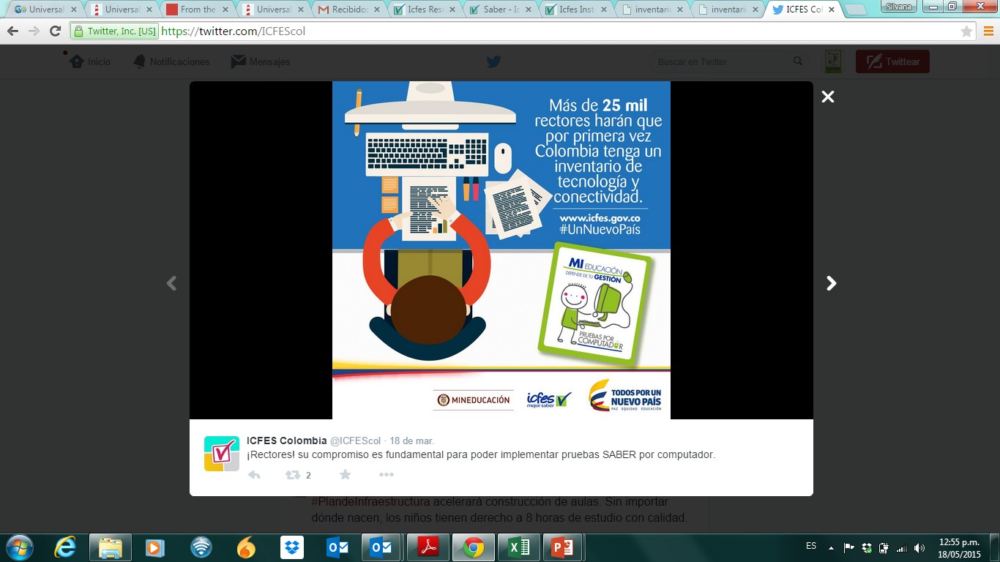 Universal
Universal
From the
Universal
Recibidos
Icfes Res
Saber - Ic
Icfes Inst
inventari
inventari
ICFES Col
Silvana
Twitter, Inc. [US]
https://twitter.com/ICFEScol
Inicio
Notificaciones
Mensajes
Buscar en Twitter
Twittear
Más de 25 mil
rectores harán que
por primera vez
Colombia tenga un
inventario de
tecnología y
conectividad.
www.icfes.gov.co
#UnNuevoPaís
MI EDUCACIÓN
DEPENDE DE TU GESTIÓN
PRUEBAS POR
COMPUTADOR
MINEDUCACIÓN
icfes
mejor saber
TODOS POR UN
NUEVO PAÍS
PAZ EQUIDAD EDUCACIÓN
ICFES Colombia @ICFEScol · 18 de mar.
¡Rectores! su compromiso es fundamental para poder implementar pruebas SABER por computador.
2
#PlandeInfraestructura acelerará construcción de aulas. Sin importar
dónde nacen, los niños tienen derecho a 8 horas de estudio con calidad.
ES
12:55 p.m.
18/05/2015